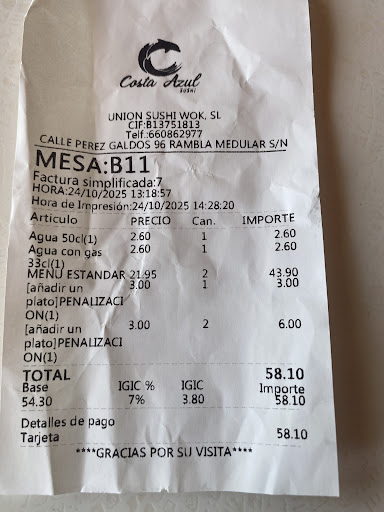 Costa Azul
SUSHI
UNION SUSHI WOK, SL
CIF:B13751813
Telf:660862977
CALLE PEREZ GALDOS 96 RAMBLA MEDULAR S/N
MESA:B11
Factura simplificada:7
HORA:24/10/2025 13:18:57
Hora de Impresión:24/10/2025 14:28:20
Articulo PRECIO Can. IMPORTE
Agua 50cl(1) 2.60 1 2.60
Agua con gas 2.60 1 2.60
33cl(1)
MENU ESTANDAR 21.95 2 43.90
[añadir un 3.00 1 3.00
plato]PENALIZACI
ON(1)
[añadir un 3.00 2 6.00
plato]PENALIZACI
ON(1)
TOTAL 58.10
Base IGIC % IGIC Importe
54.30 7% 3.80 58.10
Detalles de pago
Tarjeta 58.10
****GRACIAS POR SU VISITA****